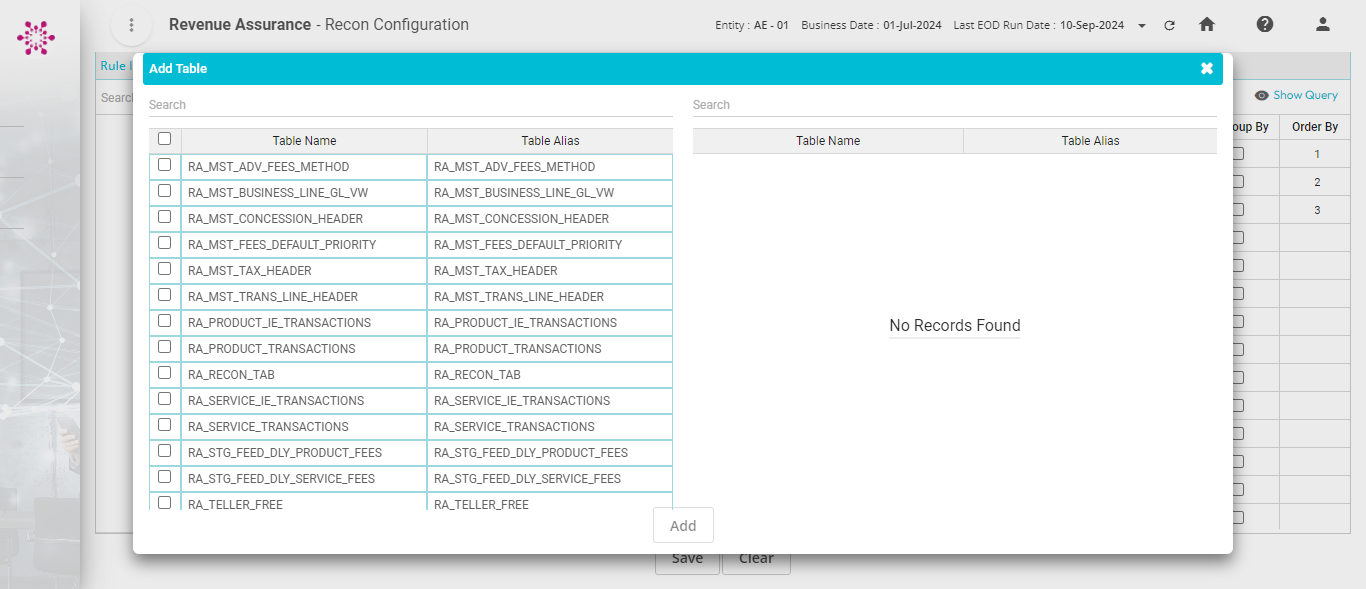 Revenue Assurance - Recon Configuration
Entity : AE - 01 Business Date : 01-Jul-2024 Last EOD Run Date : 10-Sep-2024
Rule
Add Table
Search
Search
Search
Show Query
Table Name Table Alias
Table Name Table Alias
oup By Order By
RA_MST_ADV_FEES_METHOD RA_MST_ADV_FEES_METHOD
1
RA_MST_BUSINESS_LINE_GL_VW RA_MST_BUSINESS_LINE_GL_VW
2
RA_MST_CONCESSION_HEADER RA_MST_CONCESSION_HEADER
3
RA_MST_FEES_DEFAULT_PRIORITY RA_MST_FEES_DEFAULT_PRIORITY
RA_MST_TAX_HEADER RA_MST_TAX_HEADER
RA_MST_TRANS_LINE_HEADER RA_MST_TRANS_LINE_HEADER
RA_PRODUCT_IE_TRANSACTIONS RA_PRODUCT_IE_TRANSACTIONS
No Records Found
RA_PRODUCT_TRANSACTIONS RA_PRODUCT_TRANSACTIONS
RA_RECON_TAB RA_RECON_TAB
RA_SERVICE_IE_TRANSACTIONS RA_SERVICE_IE_TRANSACTIONS
RA_SERVICE_TRANSACTIONS RA_SERVICE_TRANSACTIONS
RA_STG_FEED_DLY_PRODUCT_FEES RA_STG_FEED_DLY_PRODUCT_FEES
RA_STG_FEED_DLY_SERVICE_FEES RA_STG_FEED_DLY_SERVICE_FEES
RA_TELLER_FREE RA_TELLER_FREE
Add
Save Clear